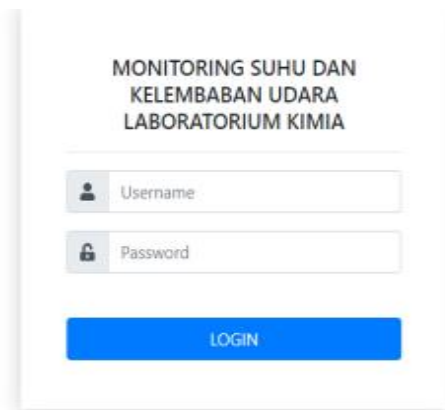 MONITORING SUHU DAN
KELEMBABAN UDARA
LABORATORIUM KIMIA
Username
Password
LOGIN